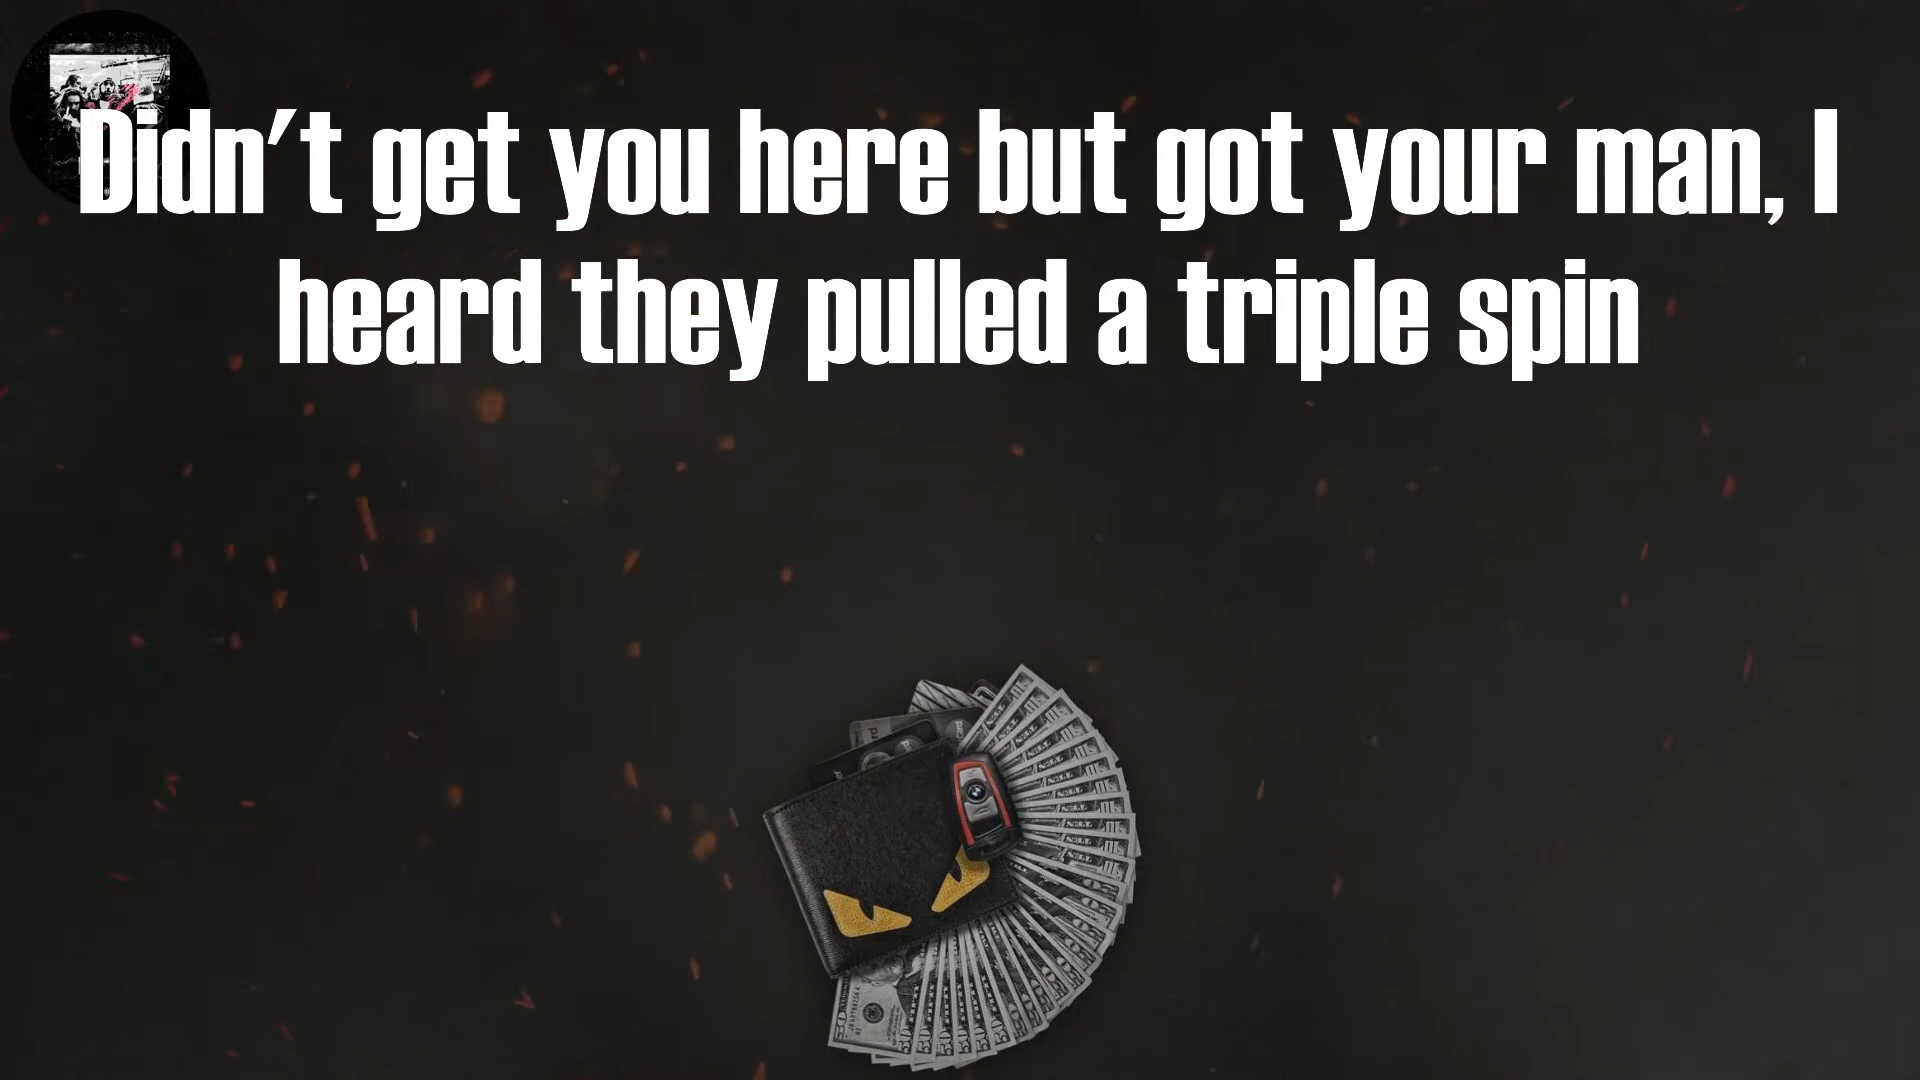 Didn't get you here but got your man, I
heard they pulled a triple spin